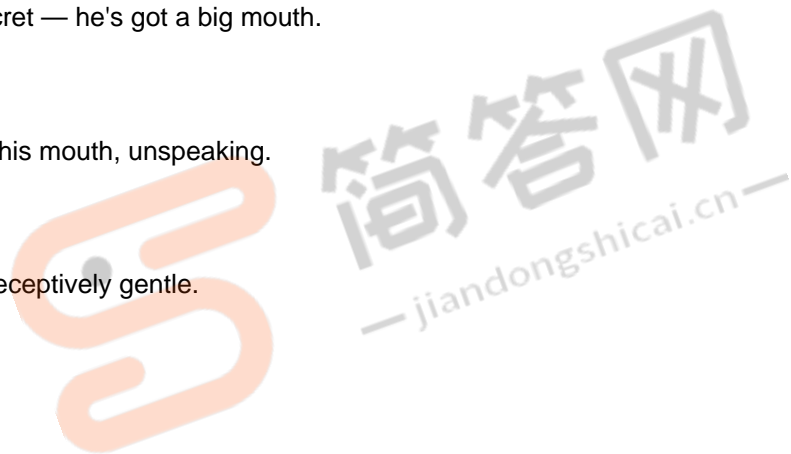 cret — he's got a big mouth.
his mouth, unspeaking.
eceptively gentle.
简答网
—jiandongshicai.cn—